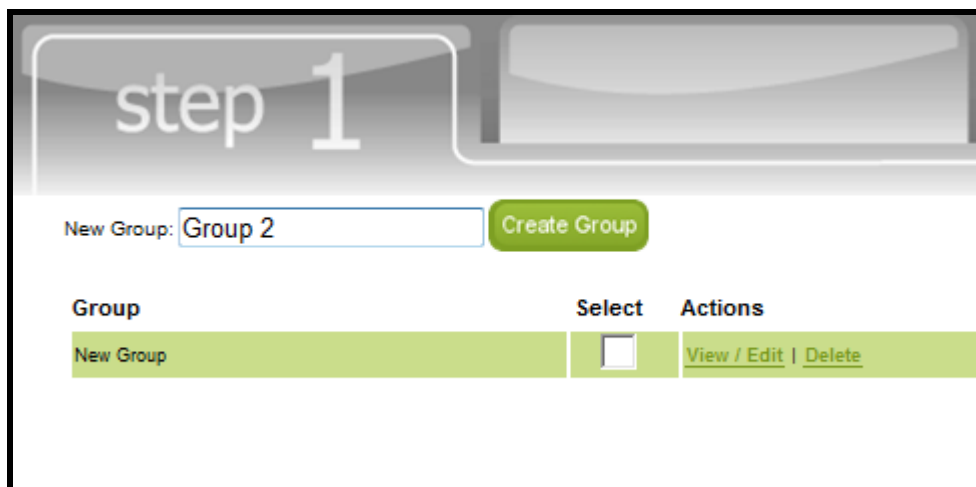 step 1
New Group: Group 2 Create Group
Group Select Actions
New Group View / Edit | Delete